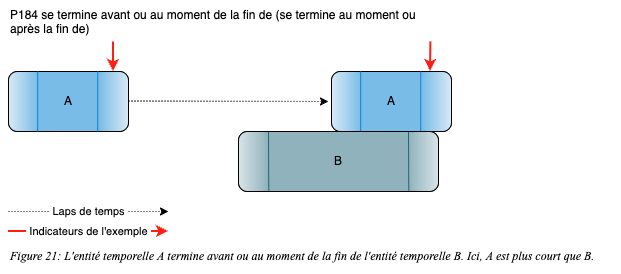 P184 se termine avant ou au moment de la fin de (se termine au moment ou
après la fin de)
A
A
B
Laps de temps
Indicateurs de l'exemple
Figure 21: L'entité temporelle A termine avant ou au moment de la fin de l'entité temporelle B. Ici, A est plus court que B.